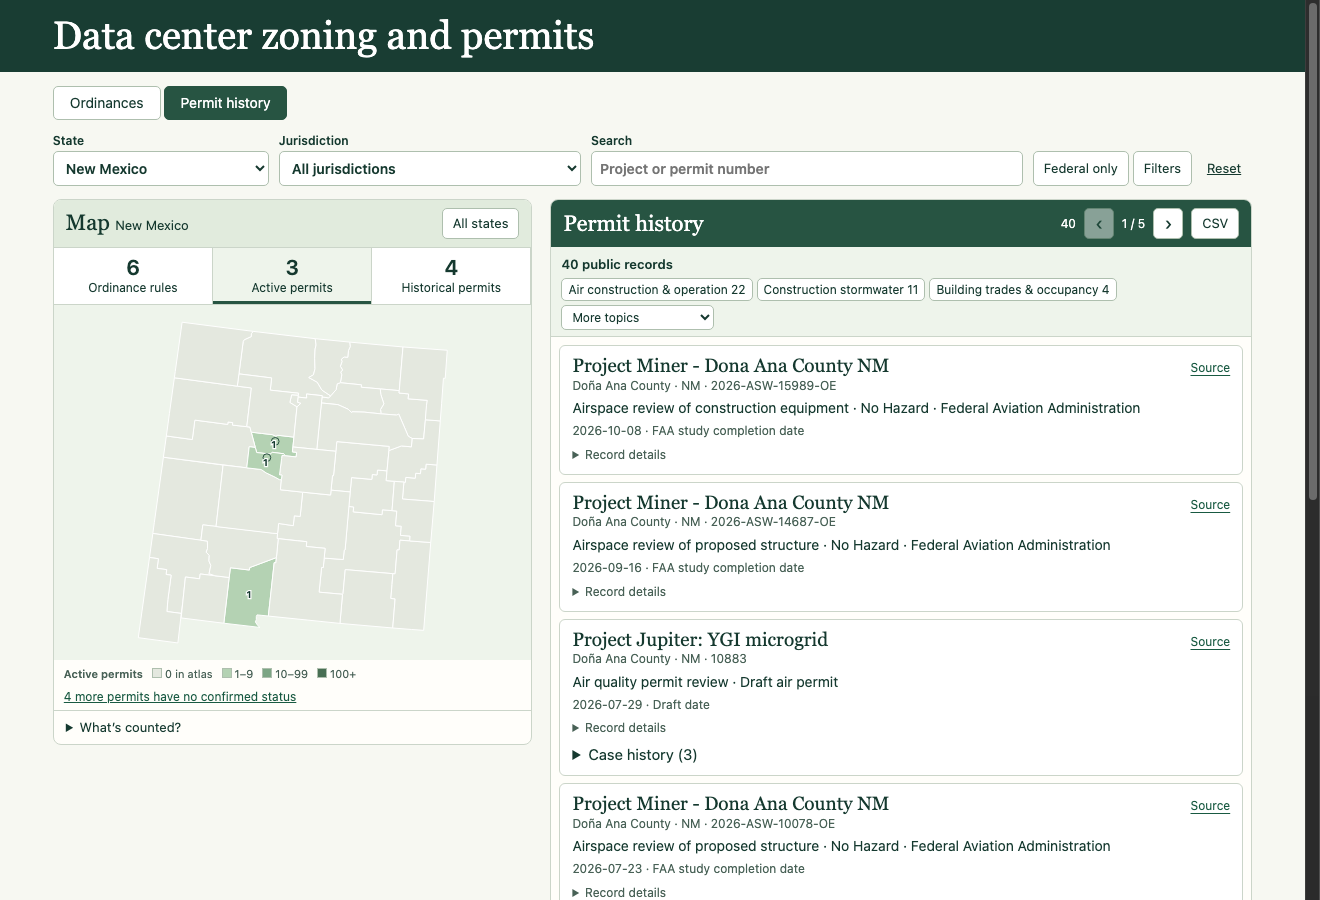 Data center zoning and permits
Ordinances
Permit history
State
Jurisdiction
Search
New Mexico
All jurisdictions
Project or permit number
Federal only
Filters
Reset
Map New Mexico
All states
6
Ordinance rules
3
Active permits
4
Historical permits
1
1
1
Active permits 0 in atlas 1–9 10–99 100+
4 more permits have no confirmed status
What's counted?
Permit history
40
‹
1 / 5
›
CSV
40 public records
Air construction & operation 22
Construction stormwater 11
Building trades & occupancy 4
More topics
Project Miner - Dona Ana County NM
Source
Doña Ana County · NM · 2026-ASW-15989-OE
Airspace review of construction equipment · No Hazard · Federal Aviation Administration
2026-10-08 · FAA study completion date
Record details
Project Miner - Dona Ana County NM
Source
Doña Ana County · NM · 2026-ASW-14687-OE
Airspace review of proposed structure · No Hazard · Federal Aviation Administration
2026-09-16 · FAA study completion date
Record details
Project Jupiter: YGI microgrid
Source
Doña Ana County · NM · 10883
Air quality permit review · Draft air permit
2026-07-29 · Draft date
Record details
Case history (3)
Project Miner - Dona Ana County NM
Source
Doña Ana County · NM · 2026-ASW-10078-OE
Airspace review of proposed structure · No Hazard · Federal Aviation Administration
2026-07-23 · FAA study completion date
Record details